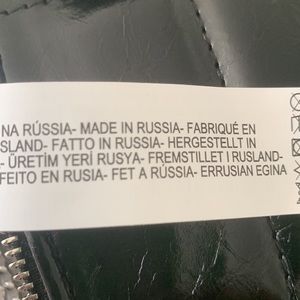 NA RÚSSIA- MADE IN RUSSIA- FABRIQUÉ EN
SLAND- FATTO IN RUSSIA- HERGESTELLT IN
- ÜRETİM YERİ RUSYA- FREMSTILLET I RUSLAND-
FEITO EN RUSIA- FET A RÚSSIA- ERRUSIAN EGINA